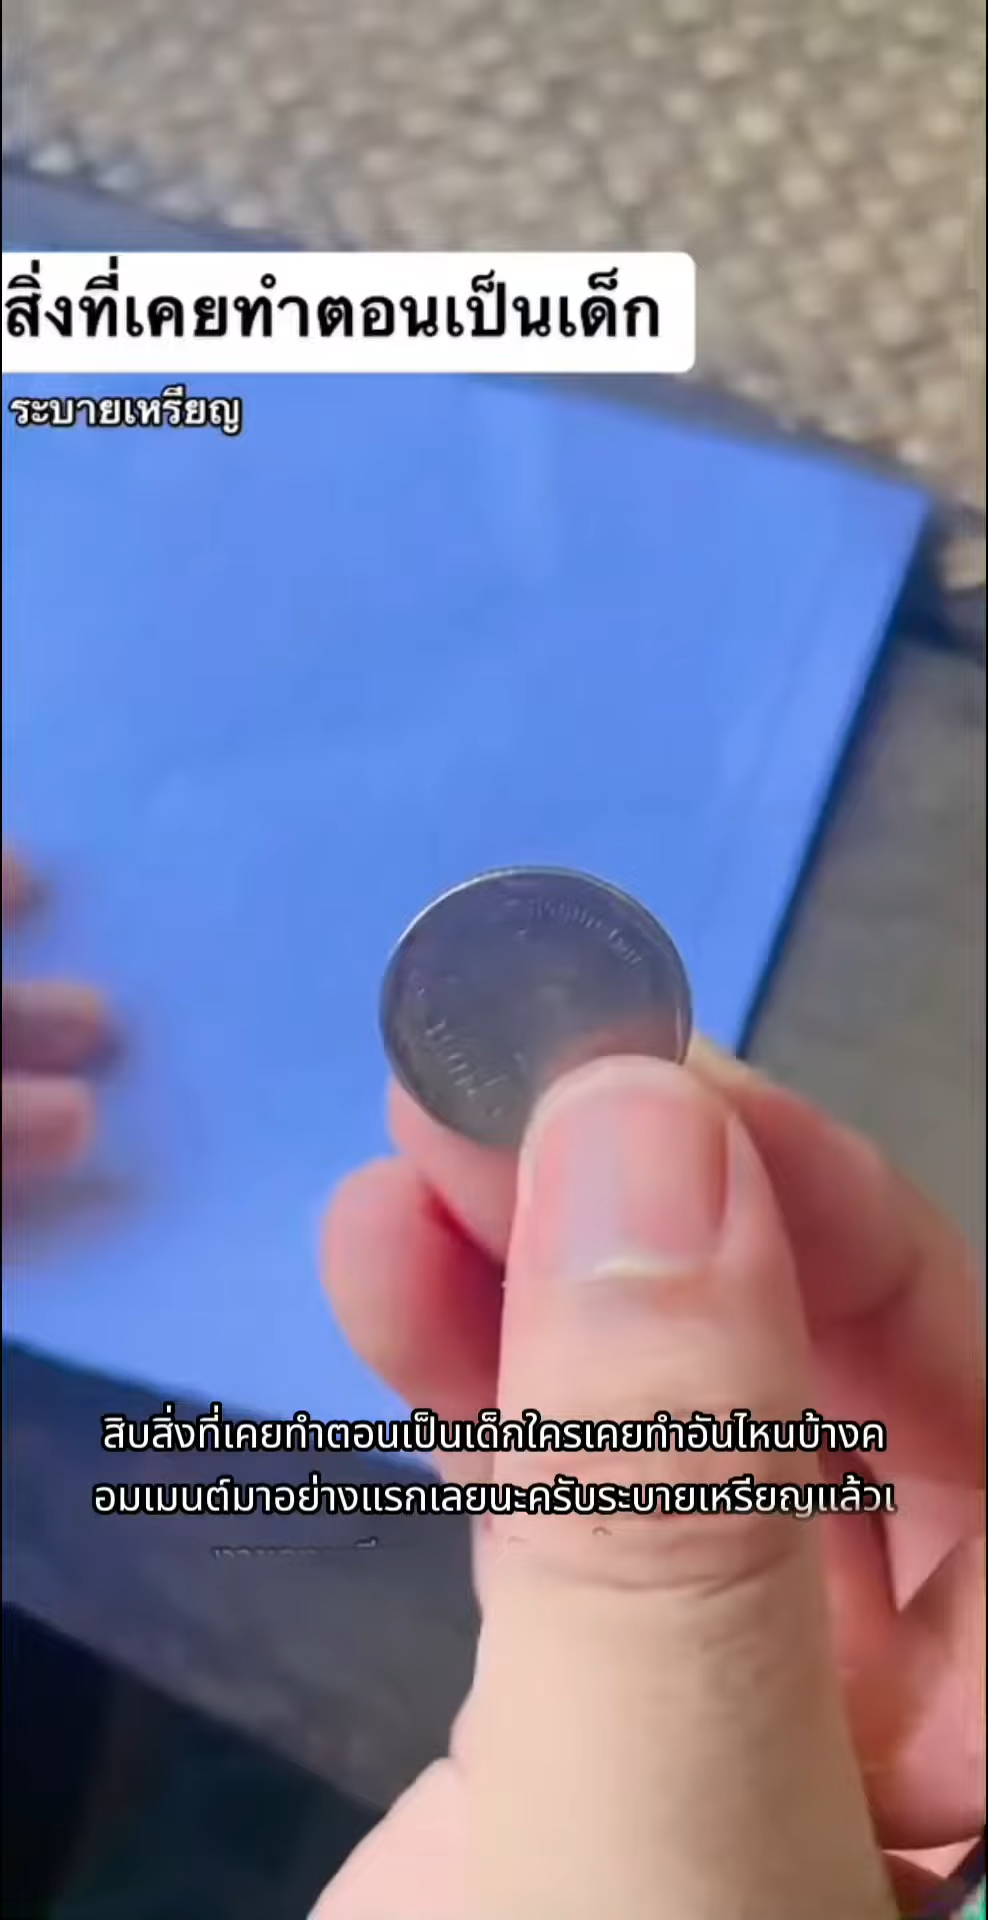 สิ่งที่เคยทำตอนเป็นเด็ก
ระบายเหรียญ
สิบสิ่งที่เคยทำตอนเป็นเด็กใครเคยทำอันไหนบ้างค
อมเมนต์มาอย่างแรกเลยนะครับระบายเหรียญแล้วเ